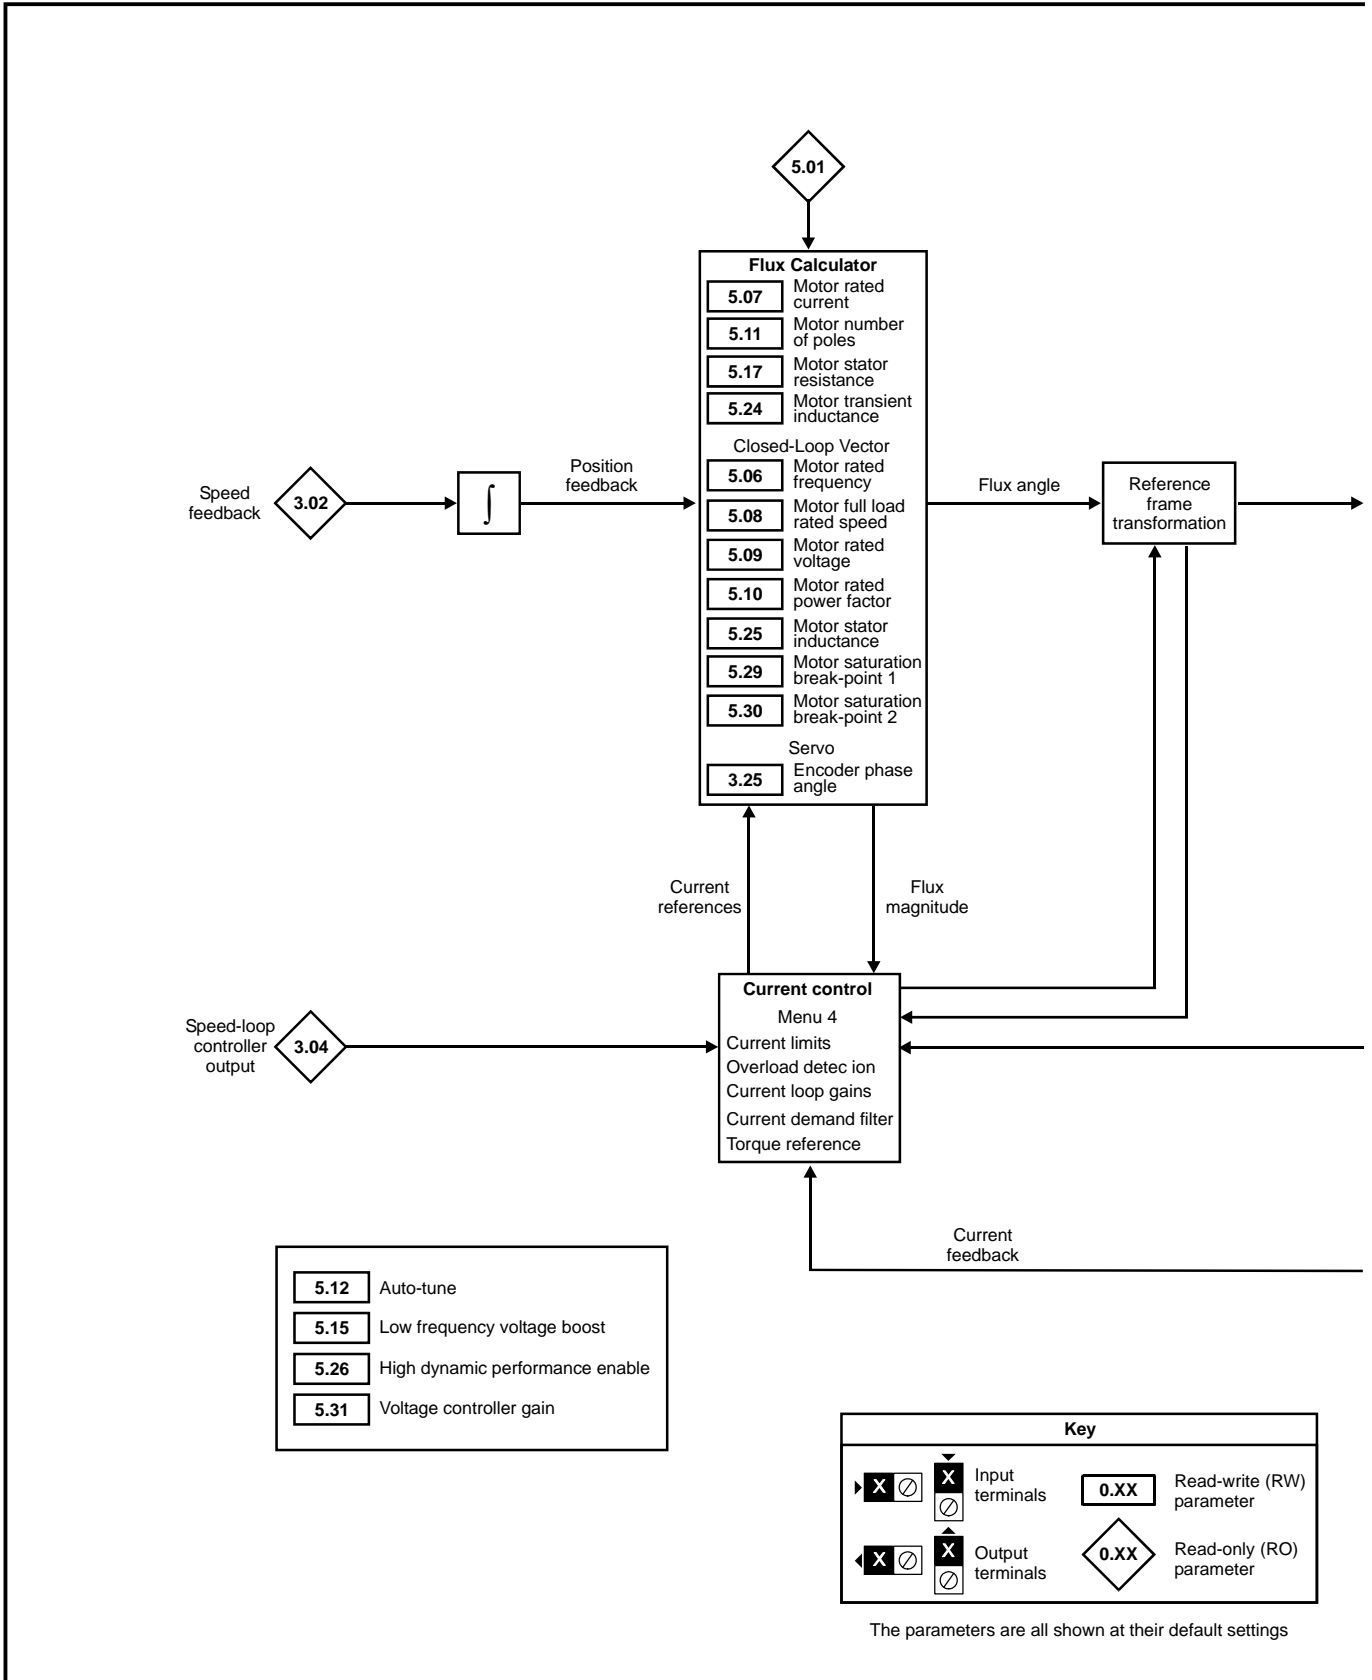 5.01
Flux Calculator
5.07 Motor rated
current
5.11 Motor number
of poles
5.17 Motor stator
resistance
5.24 Motor transient
inductance
Closed-Loop Vector
5.06 Motor rated
frequency
5.08 Motor full load
rated speed
5.09 Motor rated
voltage
5.10 Motor rated
power factor
5.25 Motor stator
inductance
5.29 Motor saturation
break-point 1
5.30 Motor saturation
break-point 2
Servo
3.25 Encoder phase
angle
Speed
feedback
3.02
∫
Position
feedback
Flux angle
Reference
frame
transformation
Current
references
Flux
magnitude
Speed-loop
controller
output
3.04
Current control
Menu 4
Current limits
Overload detec ion
Current loop gains
Current demand filter
Torque reference
Current
feedback
5.12 Auto-tune
5.15 Low frequency voltage boost
5.26 High dynamic performance enable
5.31 Voltage controller gain
Key
X X Input
terminals
0.XX Read-write (RW)
parameter
X X Output
terminals
0.XX Read-only (RO)
parameter
The parameters are all shown at their default settings